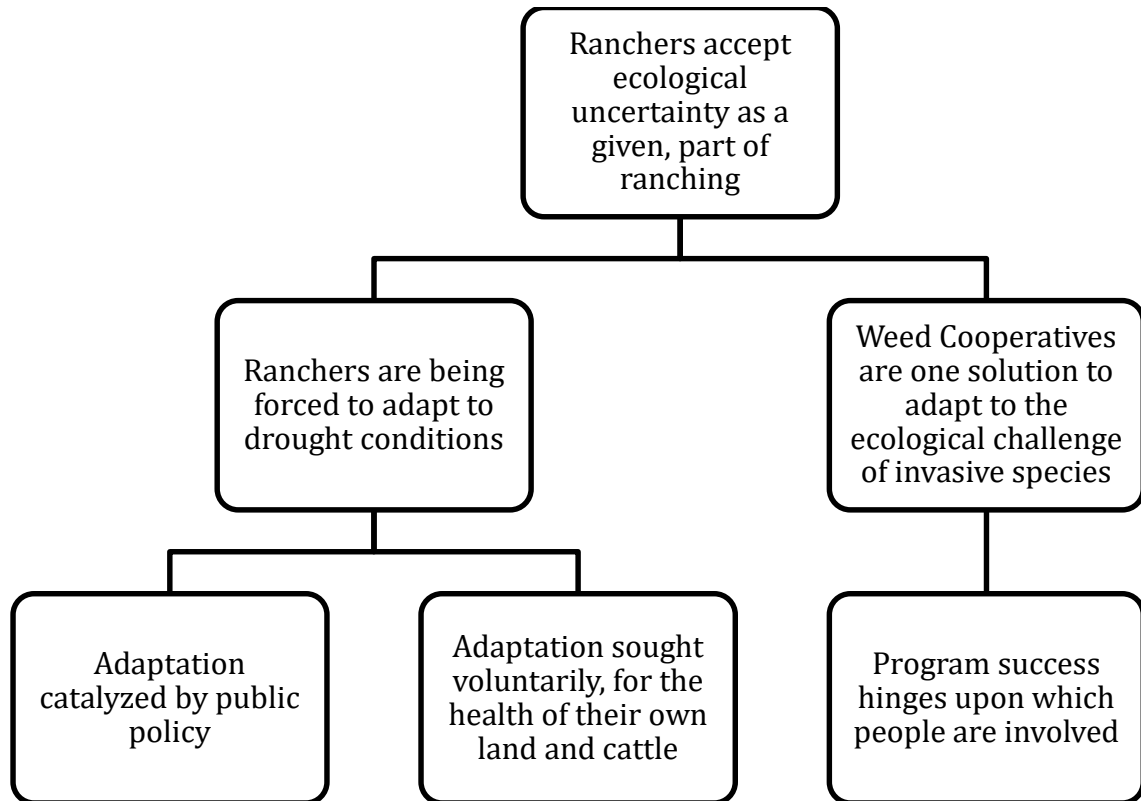 Ranchers accept
ecological
uncertainty as a
given, part of
ranching
Ranchers are being
forced to adapt to
drought conditions
Weed Cooperatives
are one solution to
adapt to the
ecological challenge
of invasive species
Adaptation
catalyzed by public
policy
Adaptation sought
voluntarily, for the
health of their own
land and cattle
Program success
hinges upon which
people are involved